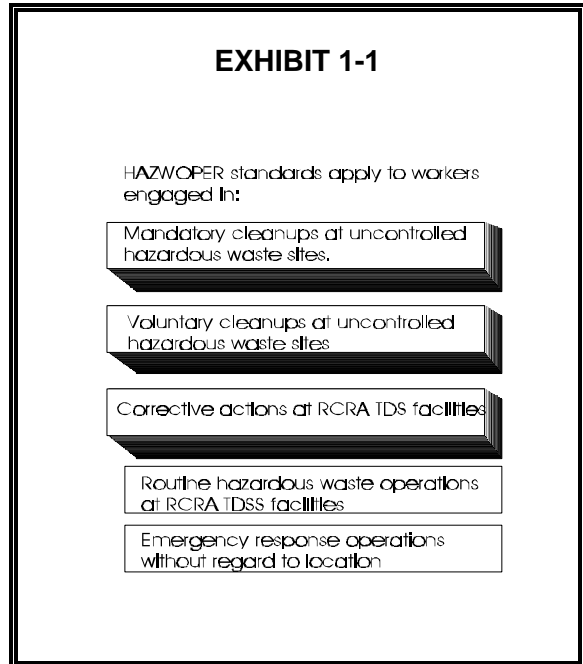 EXHIBIT 1-1
HAZWOPER standards apply to workers
engaged in:
Mandatory cleanups at uncontrolled
hazardous waste sites.
Voluntary cleanups at uncontrolled
hazardous waste sites
Corrective actions at RCRA TDS facilities
Routine hazardous waste operations
at RCRA TDSS facilities
Emergency response operations
without regard to location